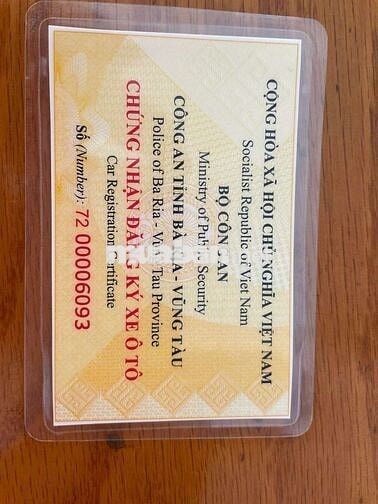 CỘNG HÒA XÃ HỘI CHỦ NGHĨA VIỆT NAM
Socialist Republic of Viet Nam
BỘ CÔNG AN
Ministry of Public Security
CÔNG AN TỈNH BÀ RỊA - VŨNG TÀU
Police of Ba Ria - Vung Tau Province
CHỨNG NHẬN ĐĂNG KÝ XE Ô TÔ
Car Registration Certificate
Số (Number): 72 00006093